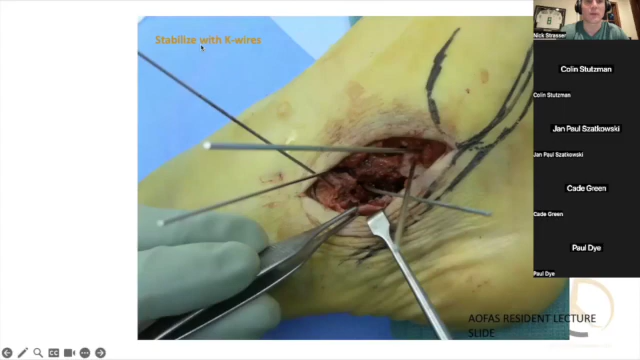 Stabilize with K-wires
Nick Strasser
Colin Stutzman
Colin Stutzman
Jan Paul Szatkowski
Jan Paul Szatkowski
Cade Green
Cade Green
Paul Dye
Paul Dye
AOFAS RESIDENT LECTURE
SLIDE
CC